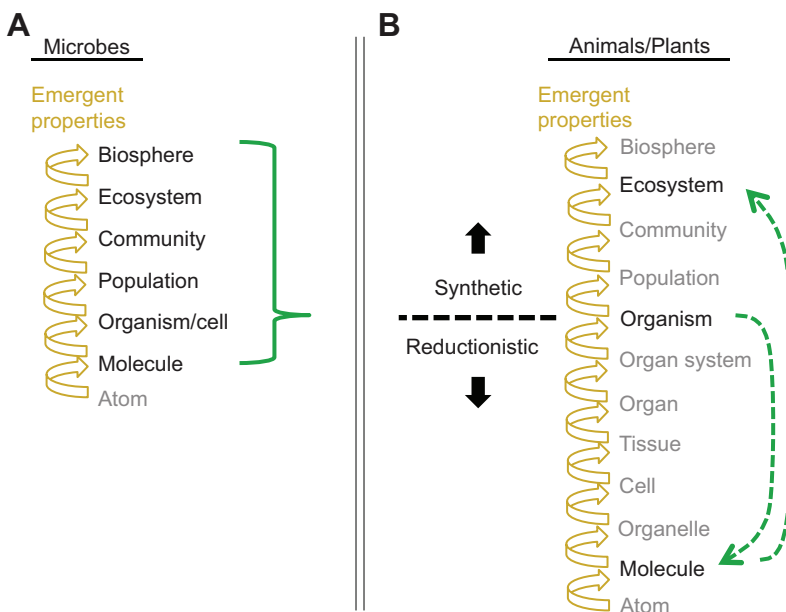 A
Microbes
Emergent
properties
Biosphere
Ecosystem
Community
Population
Organism/cell
Molecule
Atom
B
Animals/Plants
Emergent
properties
Biosphere
Ecosystem
Community
Population
Synthetic
Organism
Reductionistic
Organ system
Organ
Tissue
Cell
Organelle
Molecule
Atom